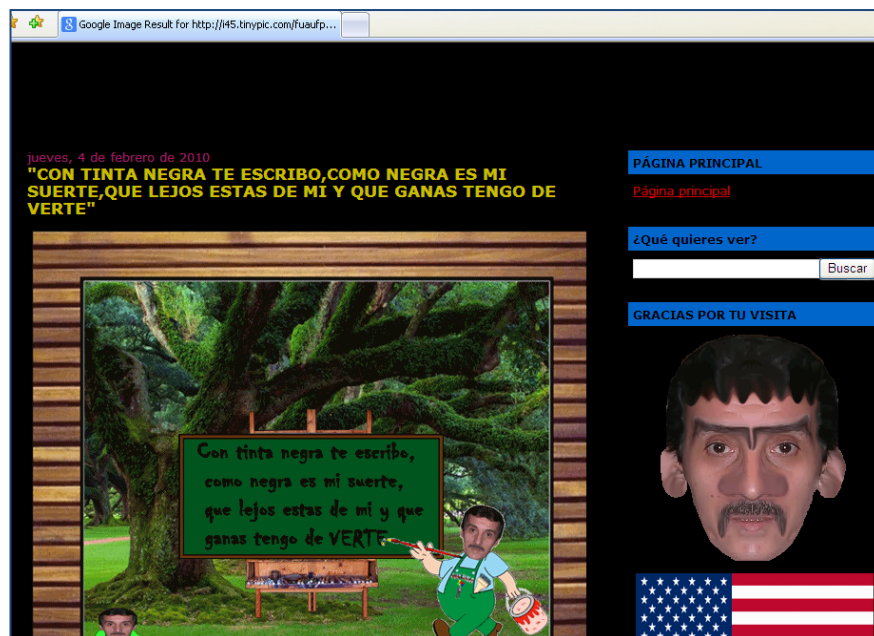 Google Image Result for http://i45.tinypic.com/fuaufp...
jueves, 4 de febrero de 2010
"CON TINTA NEGRA TE ESCRIBO,COMO NEGRA ES MI
SUERTE,QUE LEJOS ESTAS DE MI Y QUE GANAS TENGO DE
VERTE"
Con tinta negra te escribo,
como negra es mi suerte,
que lejos estas de mi y que
ganas tengo de VERTE
PÁGINA PRINCIPAL
Página principal
¿Qué quieres ver?
Buscar
GRACIAS POR TU VISITA